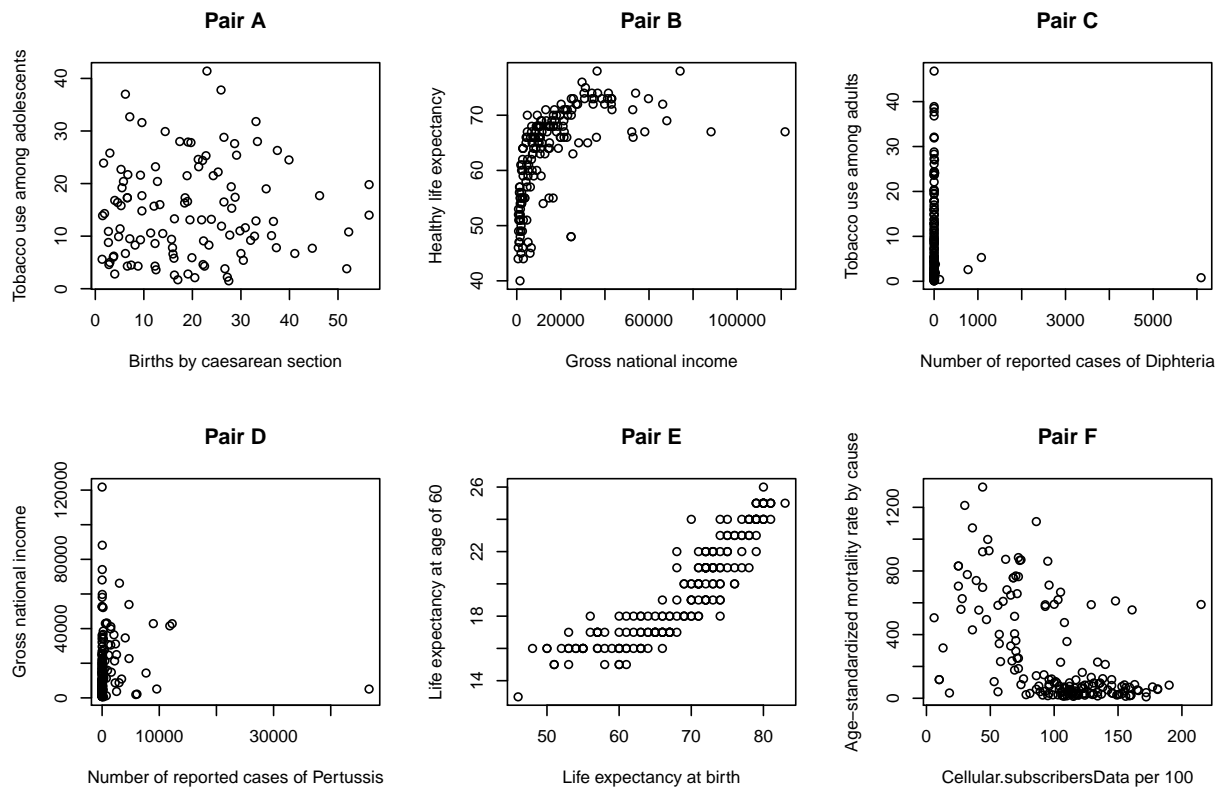 Pair A
Tobacco use among adolescents
0 10 20 30 40
0 10 20 30 40 50
Births by caesarean section
Pair B
Healthy life expectancy
40 50 60 70
0 20000 60000 100000
Gross national income
Pair C
Tobacco use among adults
0 10 20 30 40
0 1000 3000 5000
Number of reported cases of Diphteria
Pair D
Gross national income
0 40000 80000 120000
0 10000 30000
Number of reported cases of Pertussis
Pair E
Life expectancy at age of 60
14 18 22 26
50 60 70 80
Life expectancy at birth
Pair F
Age−standardized mortality rate by cause
0 400 800 1200
0 50 100 150 200
Cellular.subscribersData per 100